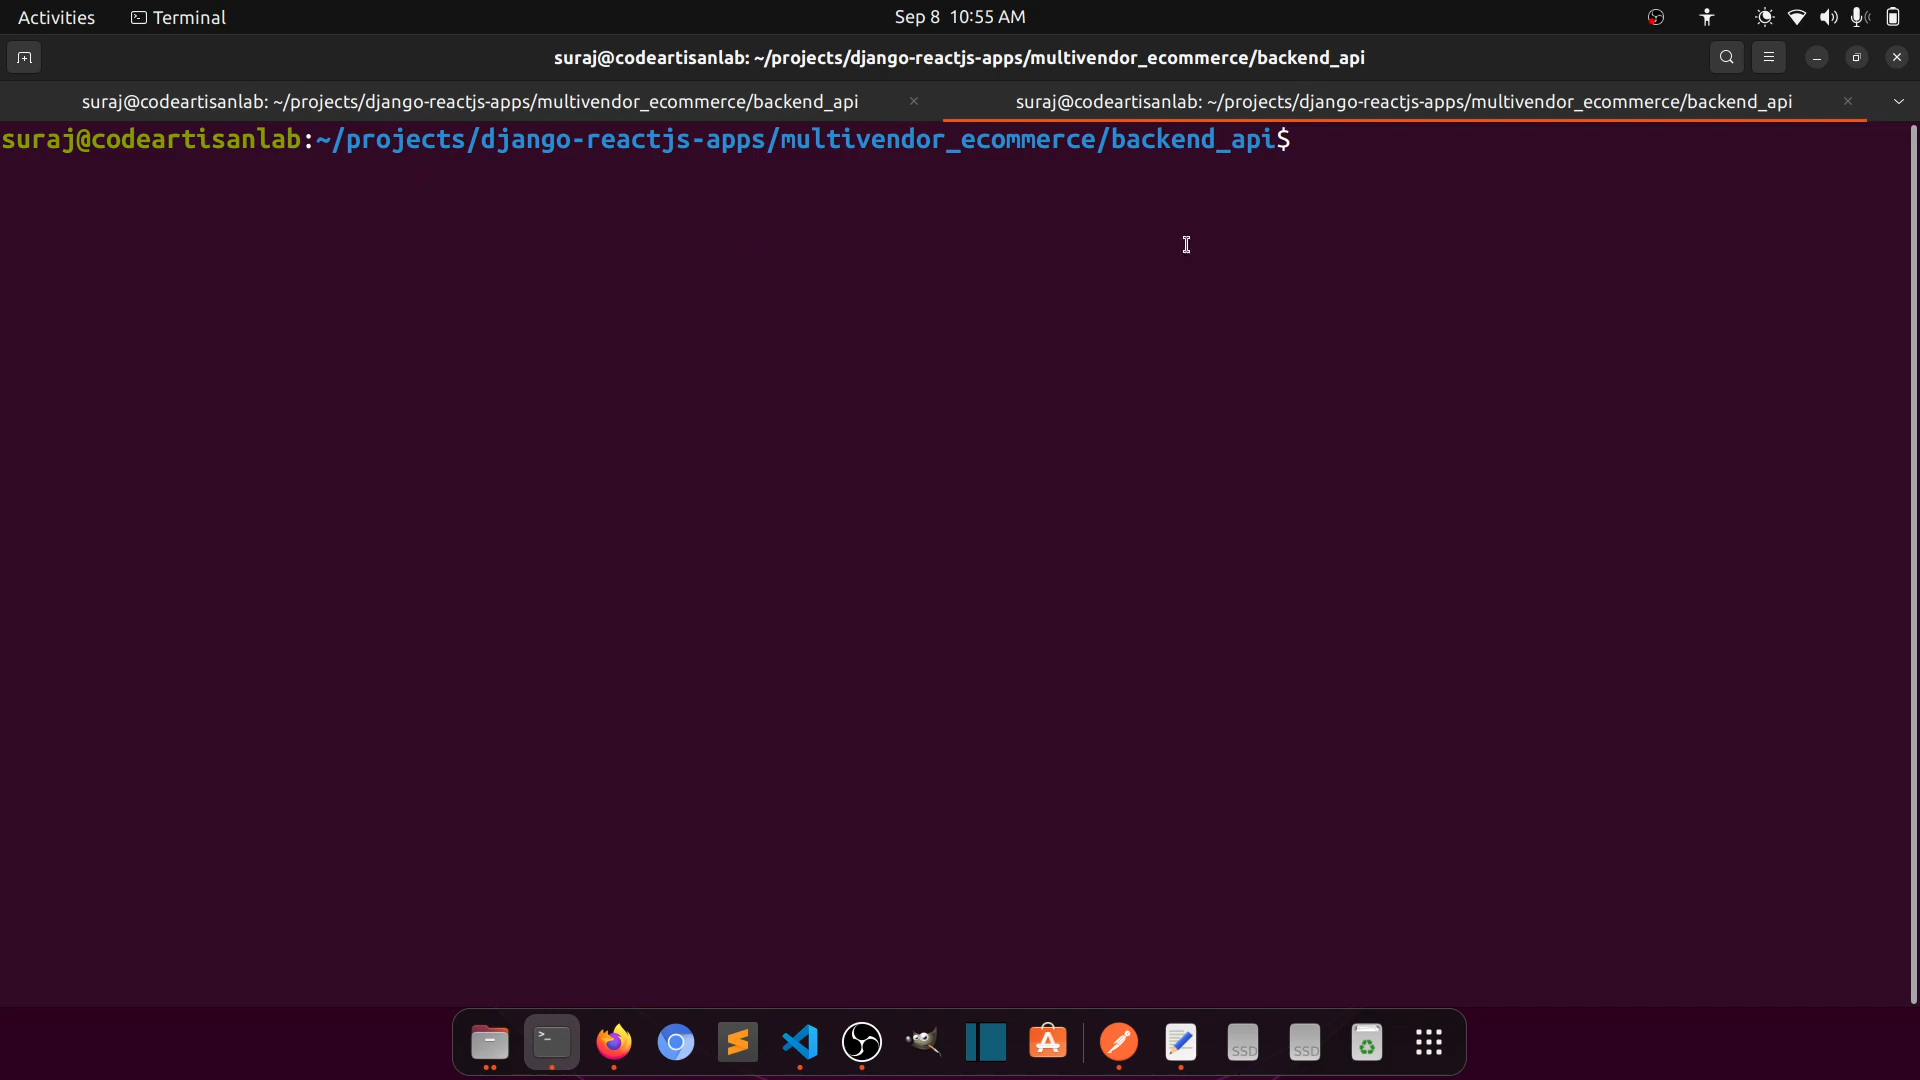 Activities Terminal Sep 8 10:55 AM
suraj@codeartisanlab: ~/projects/django-reactjs-apps/multivendor_ecommerce/backend_api
suraj@codeartisanlab: ~/projects/django-reactjs-apps/multivendor_ecommerce/backend_api × suraj@codeartisanlab: ~/projects/django-reactjs-apps/multivendor_ecommerce/backend_api ×
suraj@codeartisanlab:~/projects/django-reactjs-apps/multivendor_ecommerce/backend_api$
SSD SSD